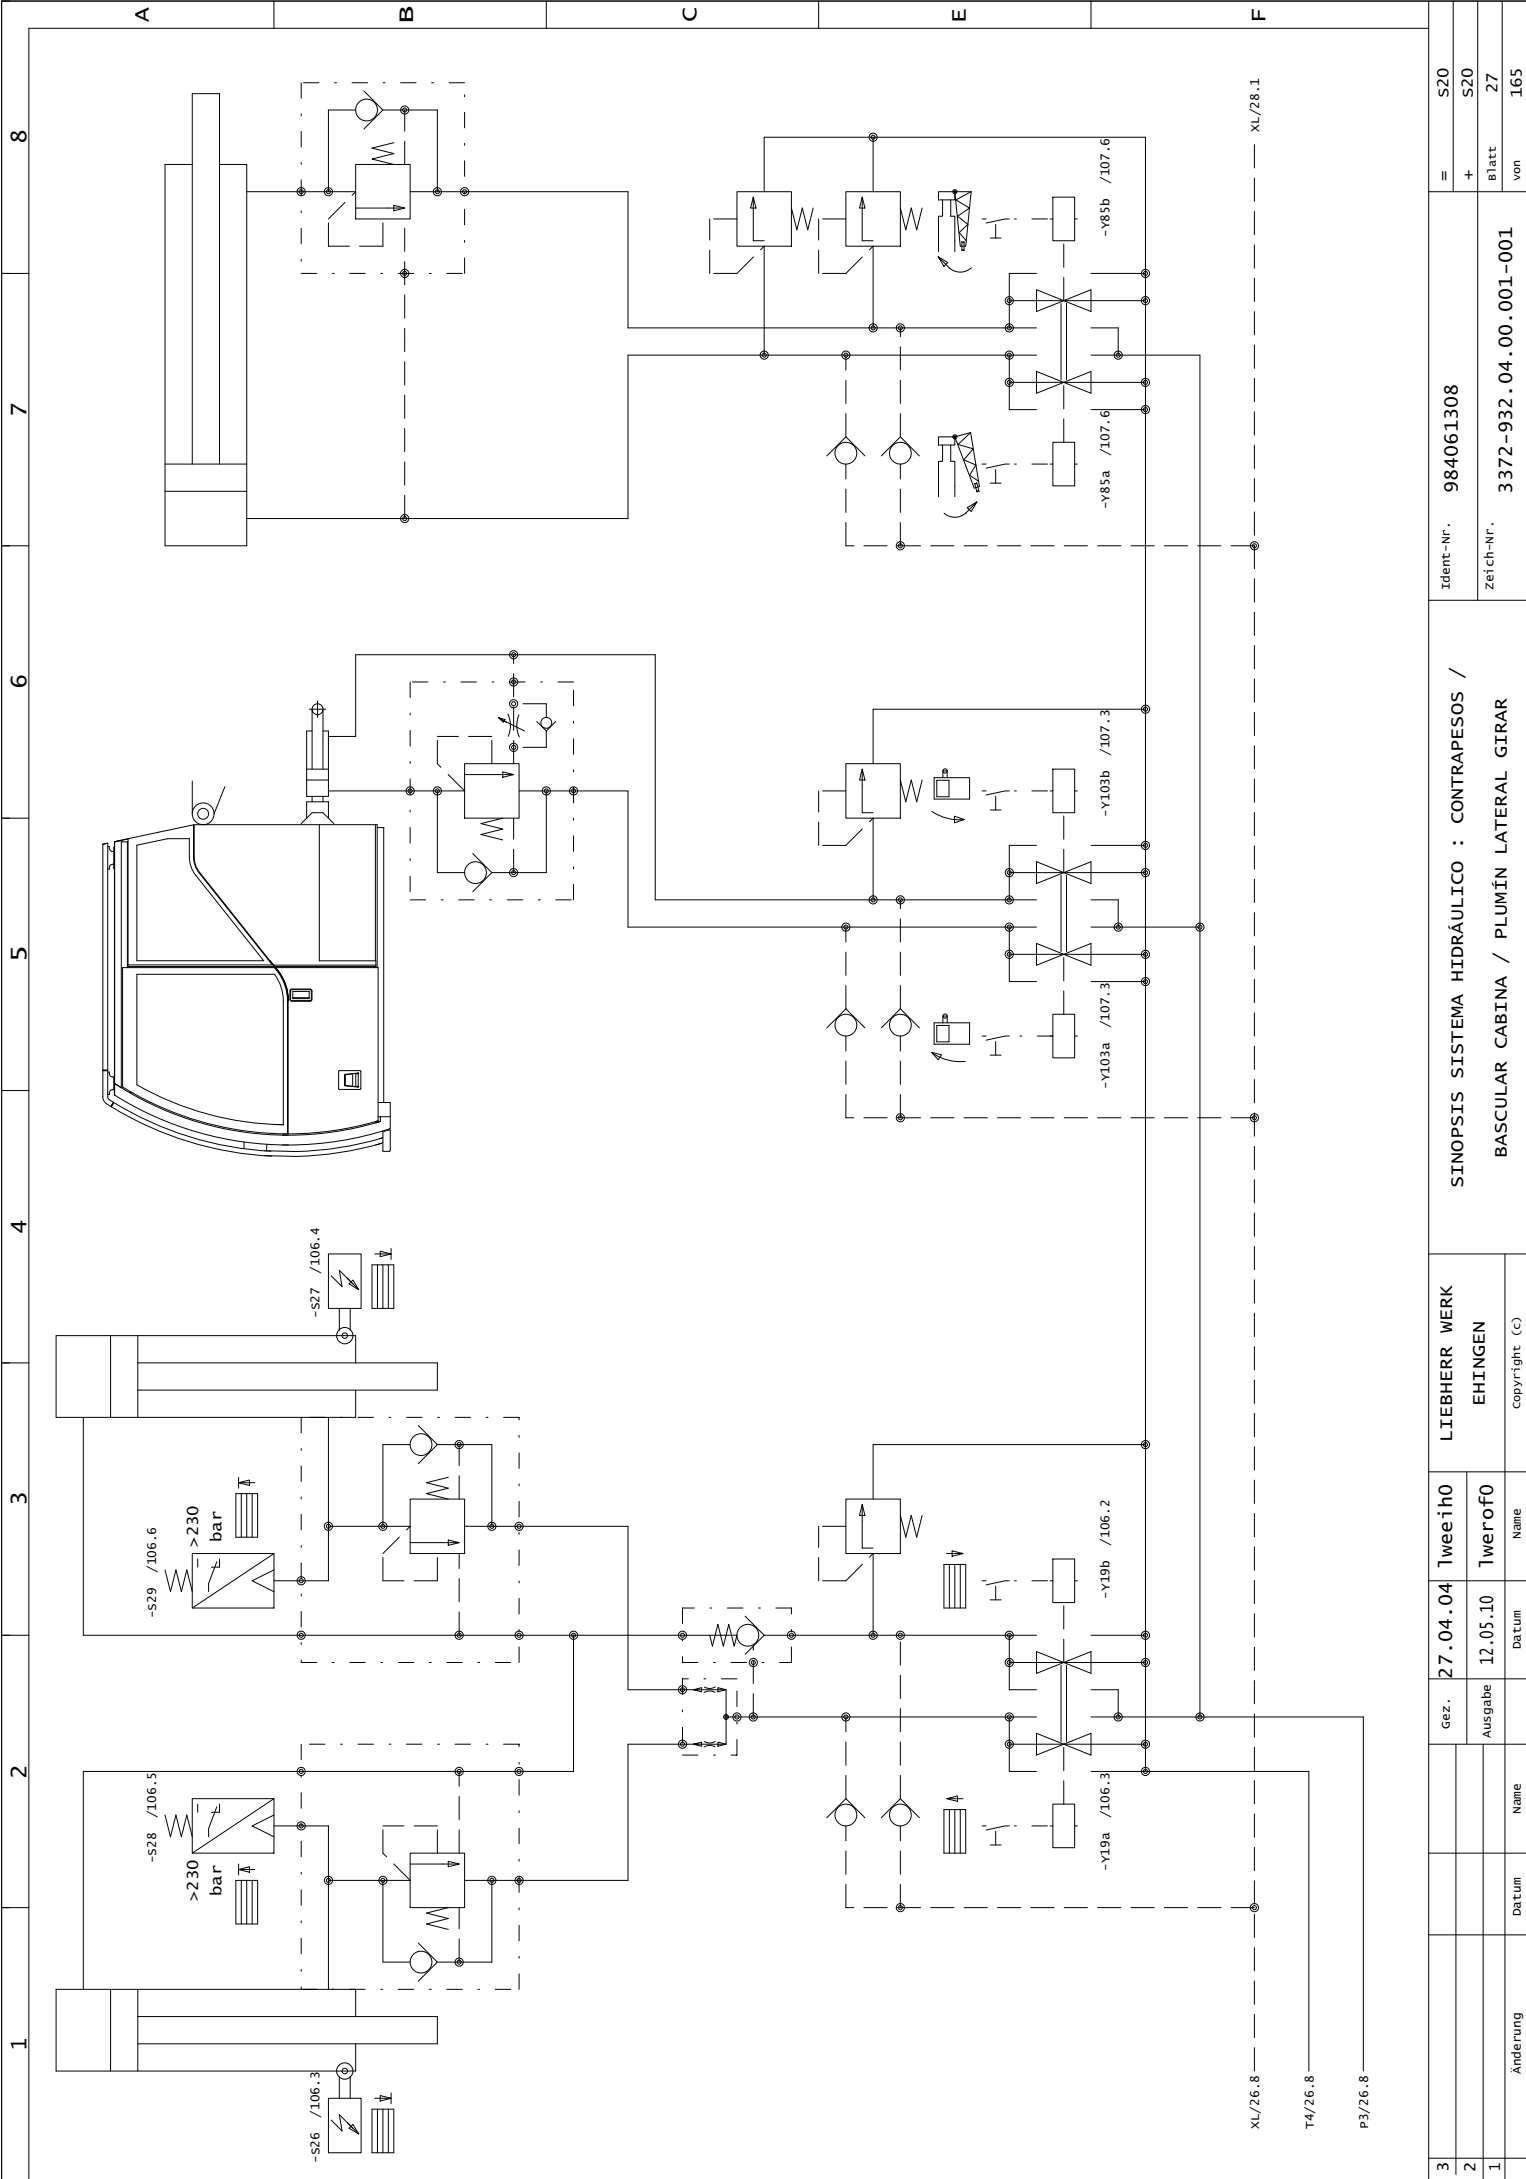 1 2 3 4 5 6 7 8
A
B
C
E
F
-S26 /106.3
-S28 /106.5
>230
bar
-S29 /106.6
>230
bar
-S27 /106.4
-Y19a /106.3
-Y19b /106.2
-Y103a /107.3
-Y103b /107.3
-Y85a /107.6
-Y85b /107.6
XL/26.8
XL/28.1
T4/26.8
P3/26.8
3
2
1
Änderung
Datum
Name
Gez. 27.04.04 lweeih0
Ausgabe 12.05.10 lwerof0
Datum
Name
LIEBHERR WERK
EHINGEN
Copyright (c)
SINOPSIS SISTEMA HIDRÁULICO : CONTRAPESOS /
BASCULAR CABINA / PLUMÍN LATERAL GIRAR
Ident-Nr. 984061308
Zeich-Nr. 3372-932.04.00.001-001
= S20
+ S20
Blatt 27
von 165